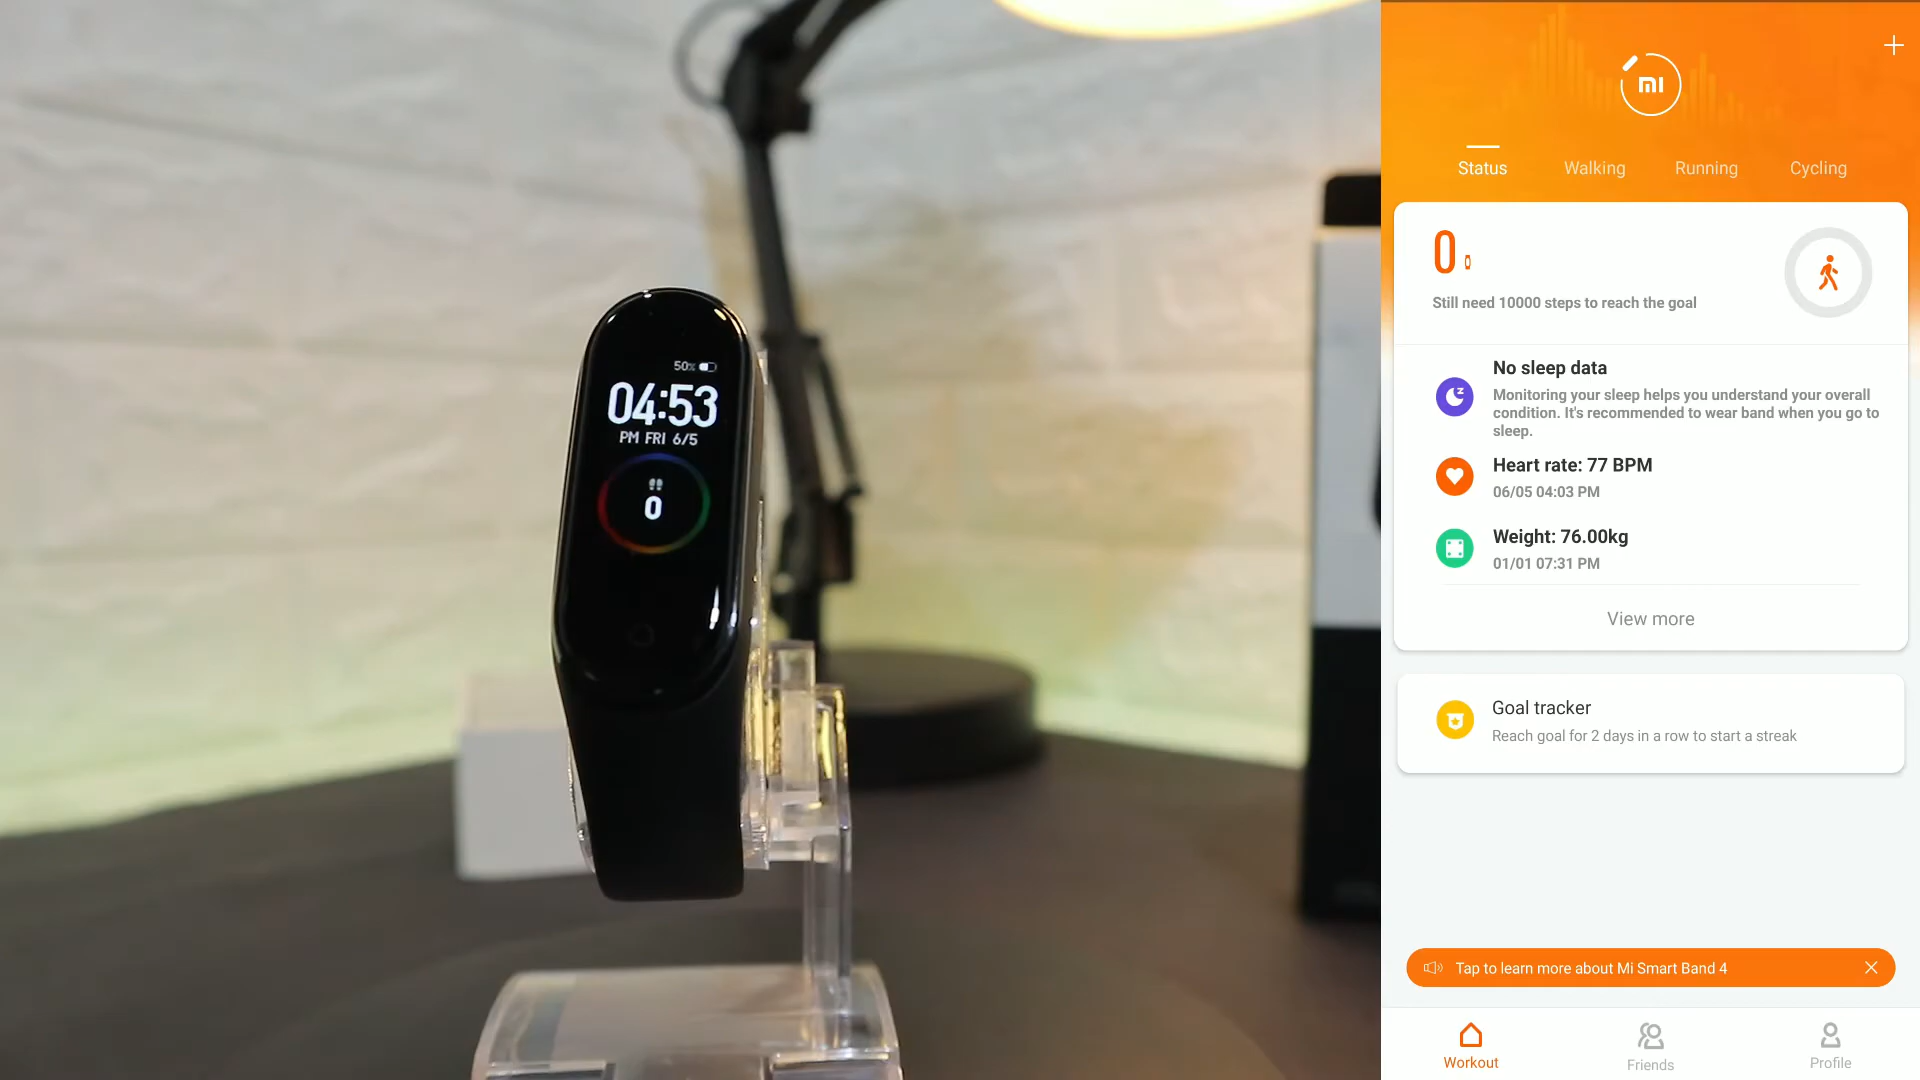 50%
04:53
PM FRI 6/5
0
mi
Status Walking Running Cycling
0
Still need 10000 steps to reach the goal
No sleep data
Monitoring your sleep helps you understand your overall
condition. It's recommended to wear band when you go to
sleep.
Heart rate: 77 BPM
06/05 04:03 PM
Weight: 76.00kg
01/01 07:31 PM
View more
Goal tracker
Reach goal for 2 days in a row to start a streak
Tap to learn more about Mi Smart Band 4
Workout Friends Profile